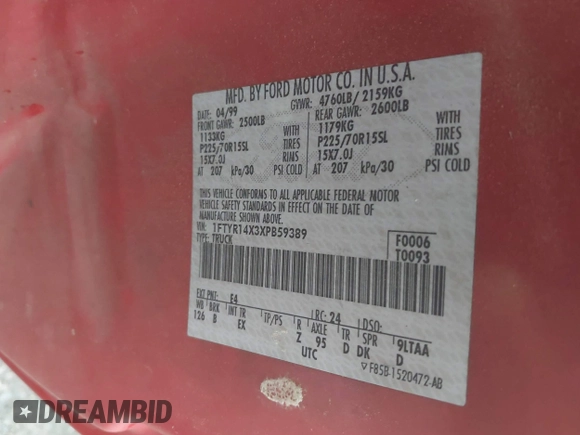 MFD. BY FORD MOTOR CO. IN U.S.A.
DATE: 04/99 GVWR: 4760LB/ 2159KG
FRONT GAWR: 2500LB REAR GAWR: 2600LB
1133KG WITH 1179KG WITH
P225/70R15SL TIRES P225/70R15SL TIRES
15X7.0J RIMS 15X7.0J RIMS
AT 207 kPa/30 PSI COLD AT 207 kPa/30 PSI COLD
THIS VEHICLE CONFORMS TO ALL APPLICABLE FEDERAL MOTOR
VEHICLE SAFETY STANDARDS IN EFFECT ON THE DATE OF
MANUFACTURE SHOWN ABOVE.
VIN: 1FTYR14X3XPB59389
TYPE: TRUCK
F0006
T0093
EXT PNT: E4 RC: 24 DSO:
WB BRK INT TR TP/PS R AXLE TR SPR 9LTAA
126 B EX Z 95 D DK D
UTC
▽ F85B-1520472-AB
DREAMBID